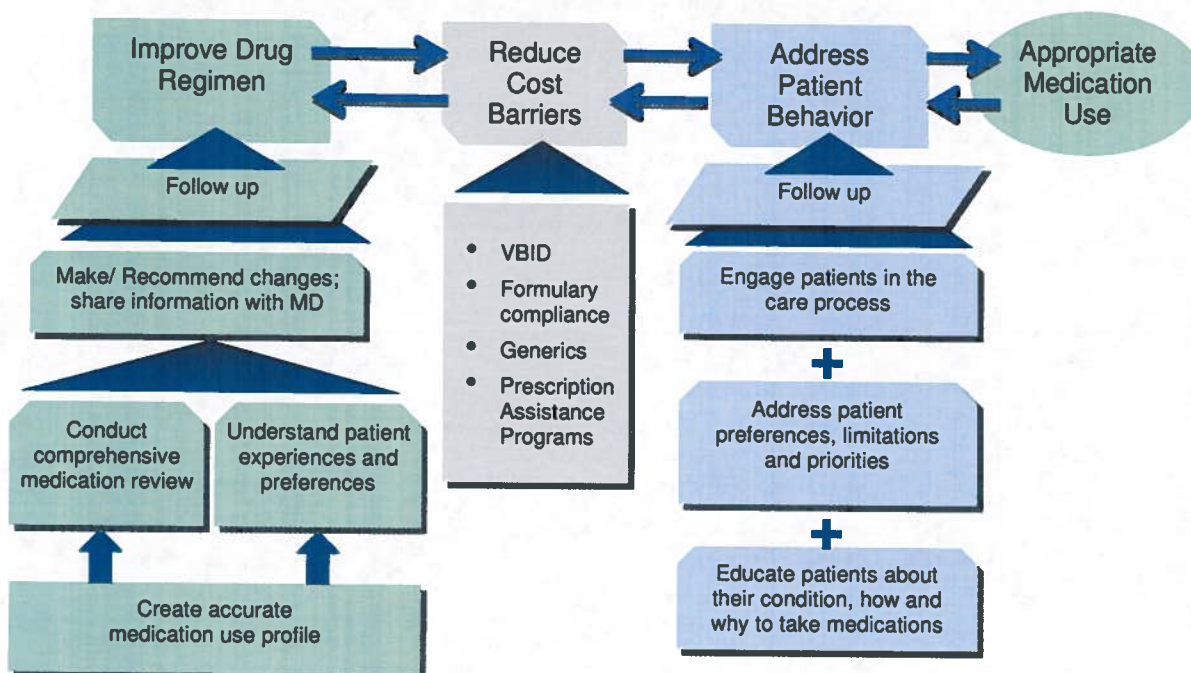 Improve Drug
Regimen
Reduce
Cost
Barriers
Address
Patient
Behavior
Appropriate
Medication
Use
Follow up
Make/ Recommend changes;
share information with MD
Conduct
comprehensive
medication review
Understand patient
experiences and
preferences
Create accurate
medication use profile
• VBID
• Formulary
compliance
• Generics
• Prescription
Assistance
Programs
Follow up
Engage patients in the
care process
+
Address patient
preferences, limitations
and priorities
+
Educate patients about
their condition, how and
why to take medications